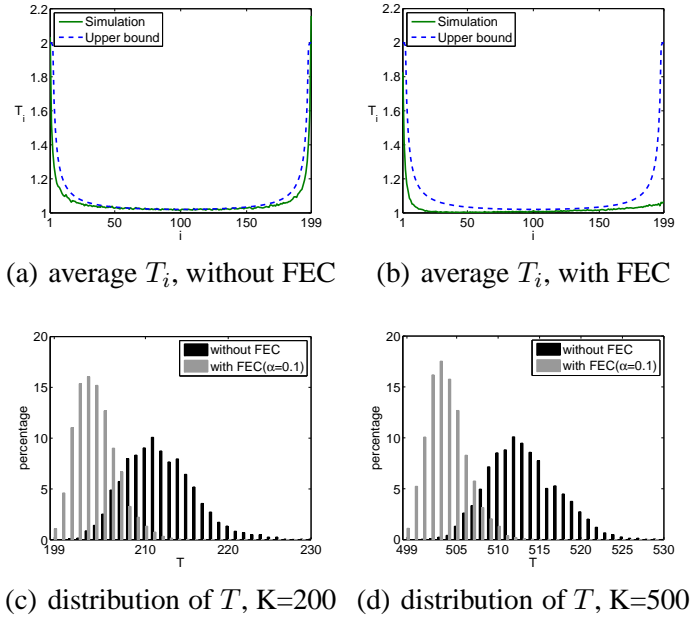 2.2
2
1.8
1.6
1.4
1.2
1
T_i
1 50 100 150 199
i
Simulation
Upper bound
2.2
2
1.8
1.6
1.4
1.2
1
T_i
1 50 100 150 199
i
Simulation
Upper bound
(a) average T_i, without FEC
(b) average T_i, with FEC
20
15
10
5
0
percentage
199 210 220 230
T
without FEC
with FEC(α=0.1)
20
15
10
5
0
percentage
499 505 510 515 520 525 530
T
without FEC
with FEC(α=0.1)
(c) distribution of T, K=200
(d) distribution of T, K=500